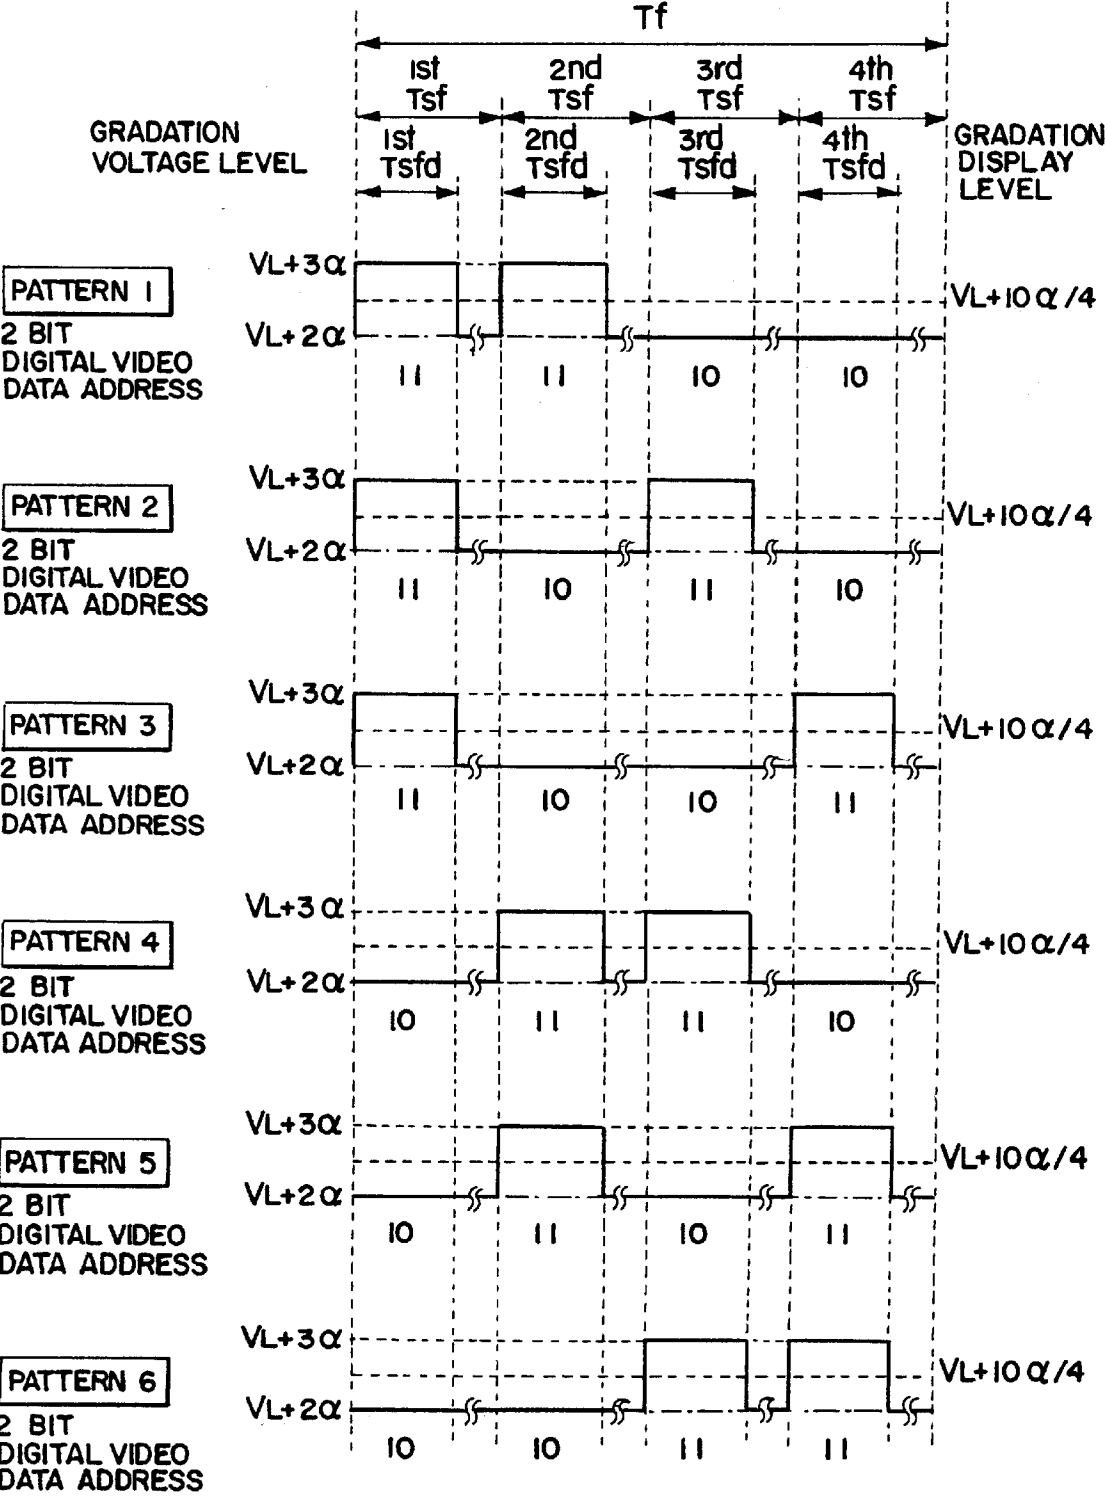 Tf
1st 2nd 3rd 4th
Tsf Tsf Tsf Tsf
GRADATION
VOLTAGE LEVEL
1st 2nd 3rd 4th
Tsfd Tsfd Tsfd Tsfd
GRADATION
DISPLAY
LEVEL
VL+3α
PATTERN 1
VL+10α/4
VL+2α
2 BIT
DIGITAL VIDEO
DATA ADDRESS
11 11 10 10
VL+3α
PATTERN 2
VL+10α/4
VL+2α
2 BIT
DIGITAL VIDEO
DATA ADDRESS
11 10 11 10
VL+3α
PATTERN 3
VL+10α/4
VL+2α
2 BIT
DIGITAL VIDEO
DATA ADDRESS
11 10 10 11
VL+3α
PATTERN 4
VL+10α/4
VL+2α
2 BIT
DIGITAL VIDEO
DATA ADDRESS
10 11 11 10
VL+3α
PATTERN 5
VL+10α/4
VL+2α
2 BIT
DIGITAL VIDEO
DATA ADDRESS
10 11 10 11
VL+3α
PATTERN 6
VL+10α/4
VL+2α
2 BIT
DIGITAL VIDEO
DATA ADDRESS
10 10 11 11